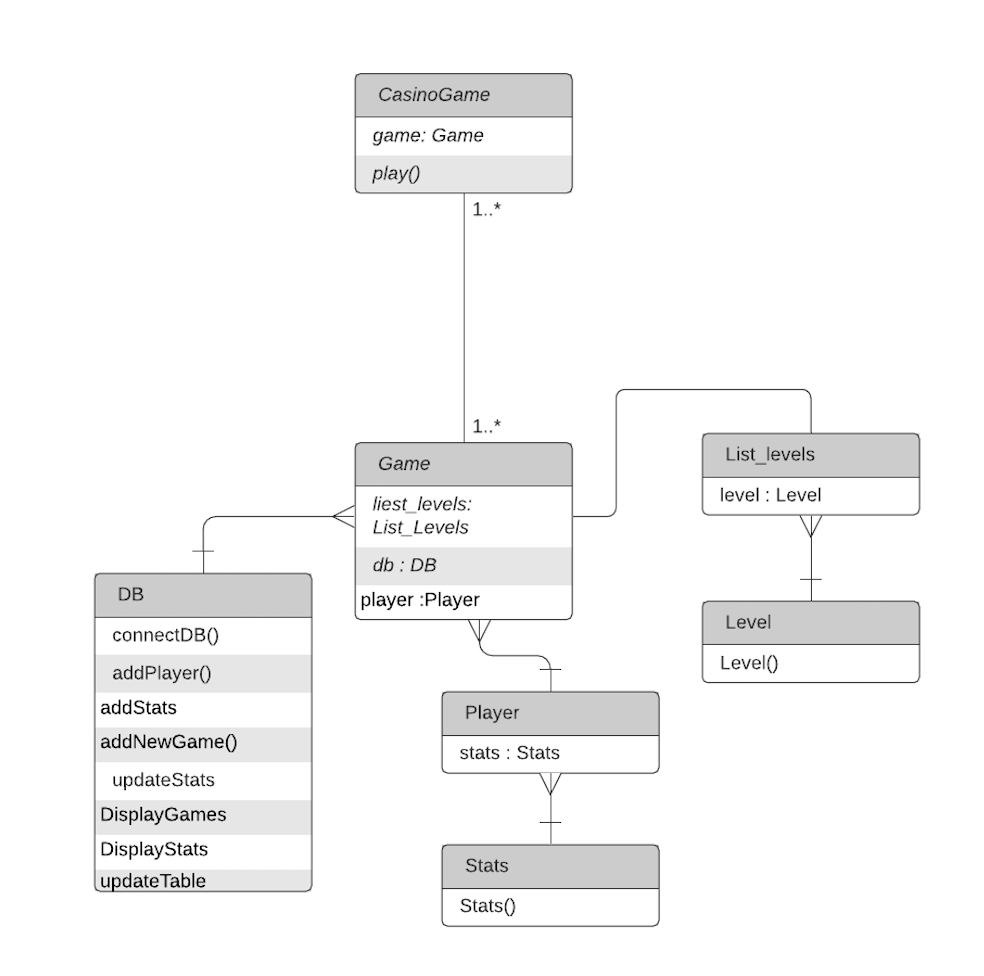 CasinoGame
game: Game
play()
1..*
1..*
Game
liest_levels:
List_Levels
db : DB
player :Player
List_levels
level : Level
Level
Level()
DB
connectDB()
addPlayer()
addStats
addNewGame()
updateStats
DisplayGames
DisplayStats
updateTable
Player
stats : Stats
Stats
Stats()